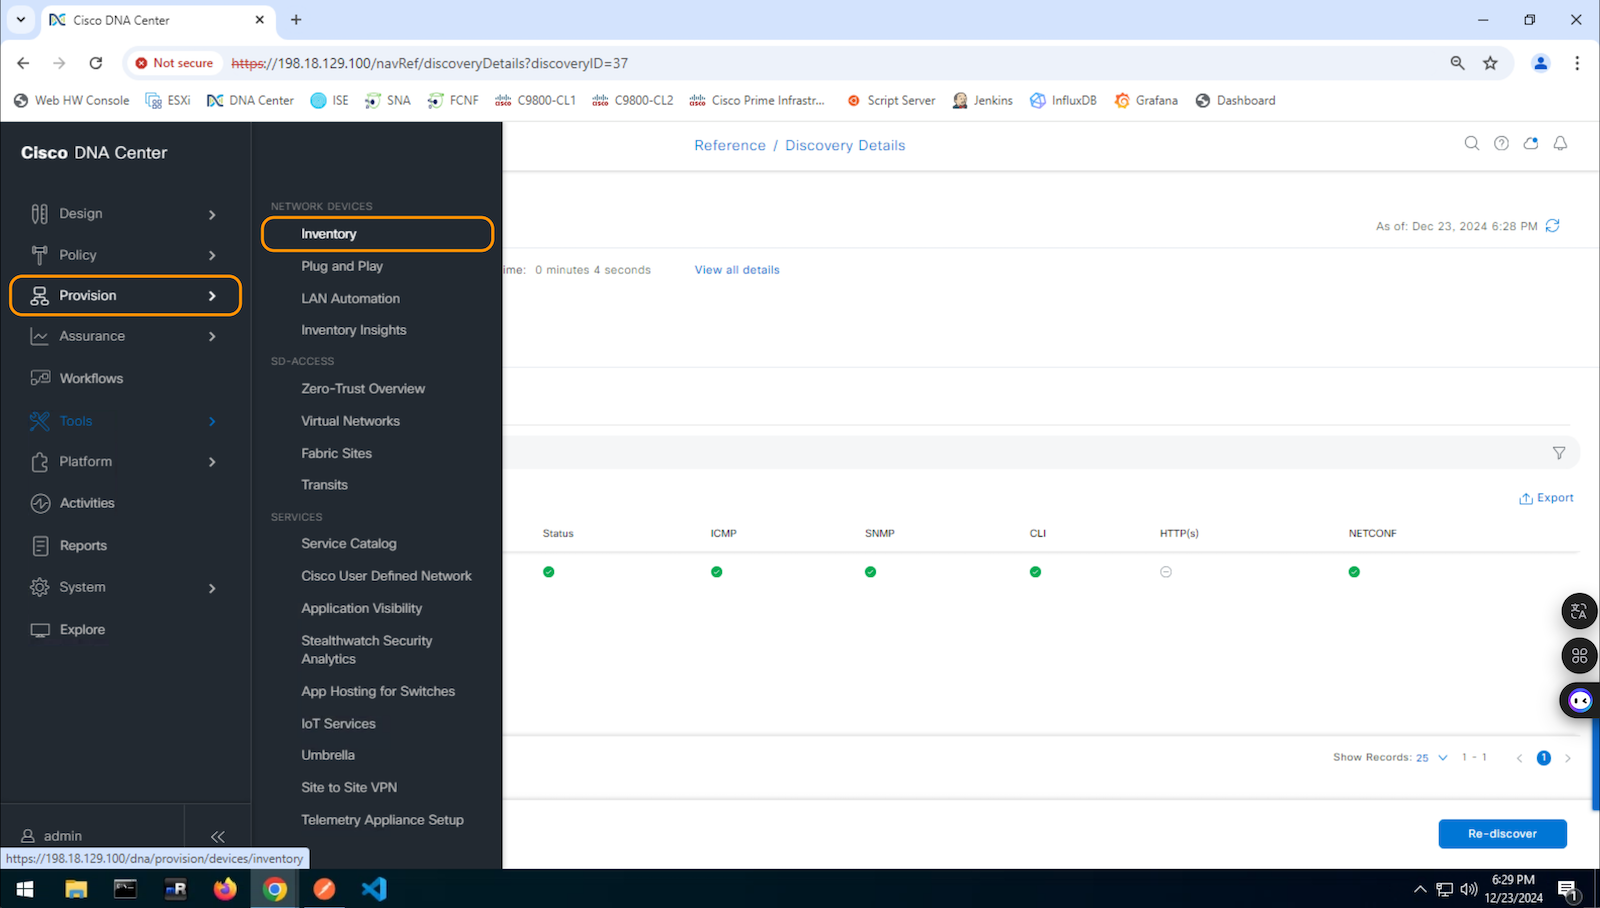 Cisco DNA Center
Not secure
https://198.18.129.100/navRef/discoveryDetails?discoveryID=37
Web HW Console
ESXi
DNA Center
ISE
SNA
FCNF
C9800-CL1
C9800-CL2
Cisco Prime Infrastr...
Script Server
Jenkins
InfluxDB
Grafana
Dashboard
Cisco DNA Center
Design
Policy
Provision
Assurance
Workflows
Tools
Platform
Activities
Reports
System
Explore
admin
NETWORK DEVICES
Inventory
Plug and Play
LAN Automation
Inventory Insights
SD-ACCESS
Zero-Trust Overview
Virtual Networks
Fabric Sites
Transits
SERVICES
Service Catalog
Cisco User Defined Network
Application Visibility
Stealthwatch Security
Analytics
App Hosting for Switches
IoT Services
Umbrella
Site to Site VPN
Telemetry Appliance Setup
Reference / Discovery Details
As of: Dec 23, 2024 6:28 PM
ime: 0 minutes 4 seconds
View all details
Export
Status ICMP SNMP CLI HTTP(s) NETCONF
Show Records: 25 1 - 1 1
Re-discover
https://198.18.129.100/dna/provision/devices/inventory
6:29 PM
12/23/2024
1